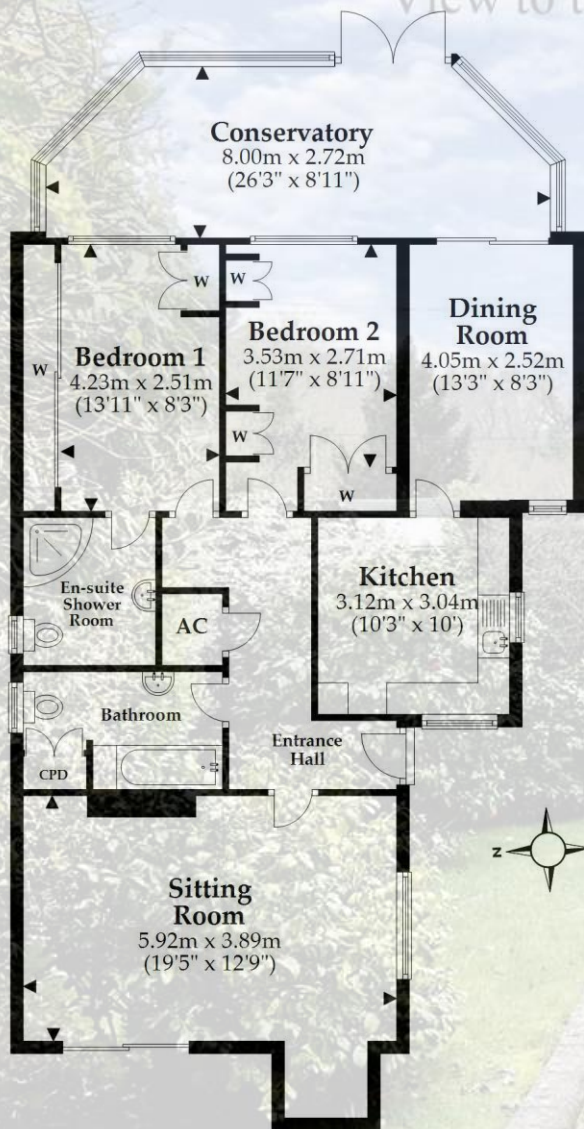 View to t
Conservatory
8.00m x 2.72m
(26'3" x 8'11")
W
W
W
Bedroom 1
4.23m x 2.51m
(13'11" x 8'3")
Bedroom 2
3.53m x 2.71m
(11'7" x 8'11")
W
W
Dining
Room
4.05m x 2.52m
(13'3" x 8'3")
En-suite
Shower
Room
AC
Kitchen
3.12m x 3.04m
(10'3" x 10')
Bathroom
CPD
Entrance
Hall
Z
Sitting
Room
5.92m x 3.89m
(19'5" x 12'9")